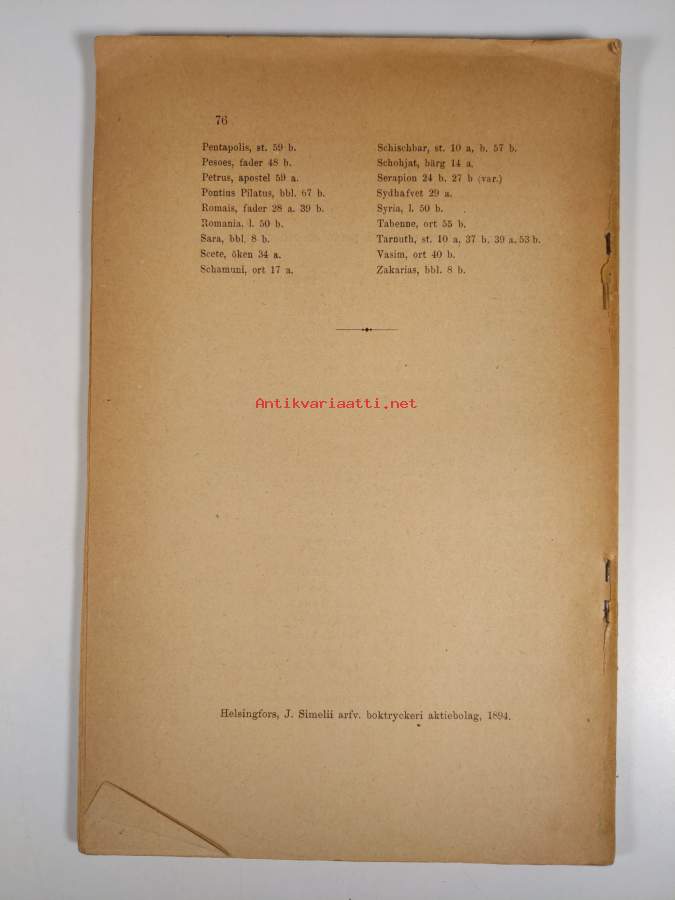 76
Pentapolis, st. 59 b.
Pesoes, fader 48 b.
Petrus, apostel 59 a.
Pontius Pilatus, bbl. 67 b.
Romais, fader 28 a. 39 b.
Romania, l. 50 b.
Sara, bbl. 8 b.
Scete, öken 34 a.
Schamuni, ort 17 a.
Schischbar, st. 10 a, b. 57 b.
Schohjat, bärg 14 a.
Serapion 24 b. 27 b (var.)
Sydhafvet 29 a.
Syria, l. 50 b.
Tabenne, ort 55 b.
Tarnuth, st. 10 a, 37 b. 39 a, 53 b.
Vasim, ort 40 b.
Zakarias, bbl. 8 b.
Antikvariaatti.net
Helsingfors, J. Simelii arfv. boktryckeri aktiebolag, 1894.